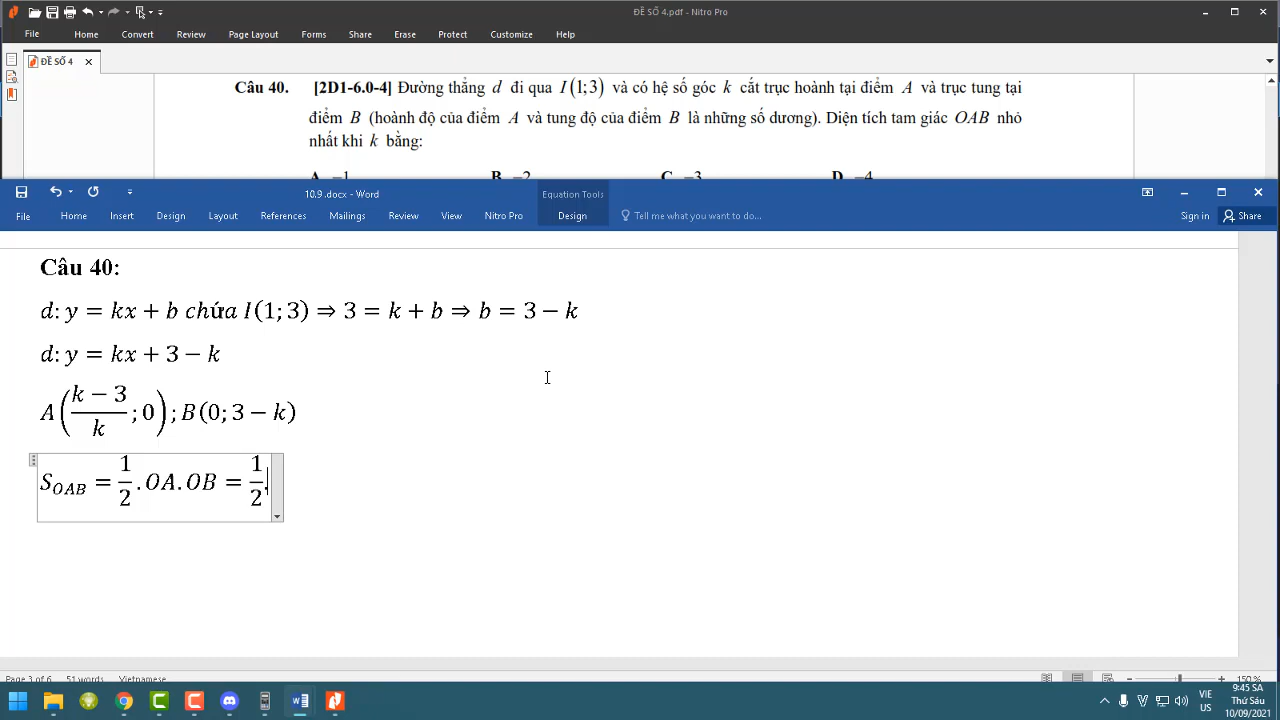 ĐỀ SỐ 4.pdf - Nitro Pro
File Home Convert Review Page Layout Forms Share Erase Protect Customize Help
ĐỀ SỐ 4
Câu 40. [2D1-6.0-4] Đường thẳng d đi qua I(1;3) và có hệ số góc k cắt trục hoành tại điểm A và trục tung tại
điểm B (hoành độ của điểm A và tung độ của điểm B là những số dương). Diện tích tam giác OAB nhỏ
nhất khi k bằng:
A. −1 B. −2 C. −3 D. −4
10.9 .docx - Word Equation Tools
File Home Insert Design Layout References Mailings Review View Nitro Pro Design Tell me what you want to do... Sign in Share
Câu 40:
d: y = kx + b chứa I(1; 3) ⇒ 3 = k + b ⇒ b = 3 − k
d: y = kx + 3 − k
A((k − 3)/k ; 0); B(0; 3 − k)
S_OAB = 1/2 . OA. OB = 1/2.
Page 3 of 6 51 words Vietnamese 150 %
VIE 9:45 SA
US Thứ Sáu
10/09/2021